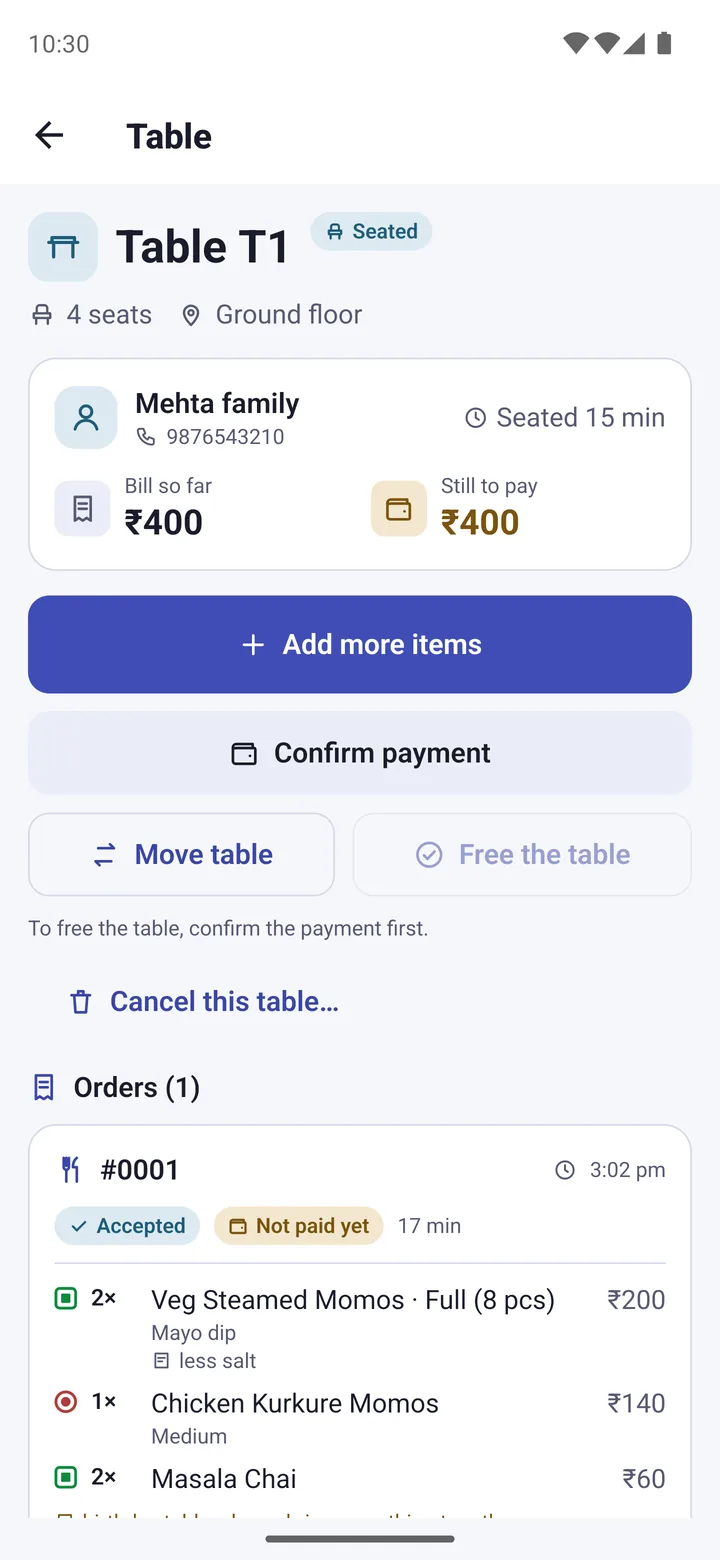 10:30
Table
Table T1
Seated
4 seats
Ground floor
Mehta family
Seated 15 min
9876543210
Bill so far
Still to pay
₹400
₹400
Add more items
Confirm payment
Move table
Free the table
To free the table, confirm the payment first.
Cancel this table…
Orders (1)
#0001
3:02 pm
Accepted
Not paid yet
17 min
2×
Veg Steamed Momos · Full (8 pcs)
₹200
Mayo dip
less salt
1×
Chicken Kurkure Momos
₹140
Medium
2×
Masala Chai
₹60